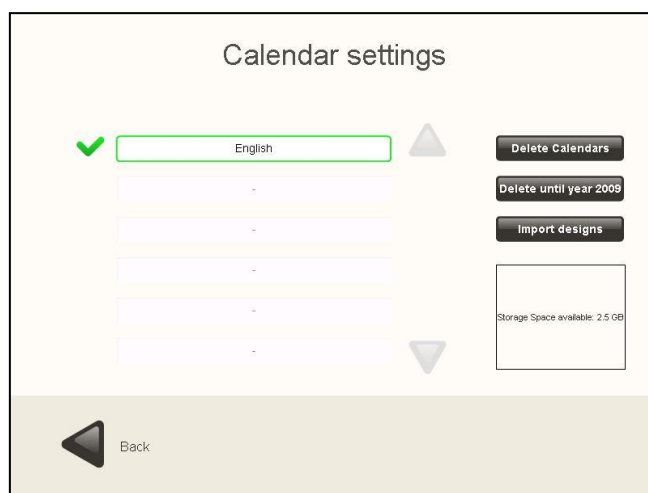 Calendar settings
English
-
-
-
-
-
Delete Calendars
Delete until year 2009
Import designs
Storage Space available: 2.5 GB
Back